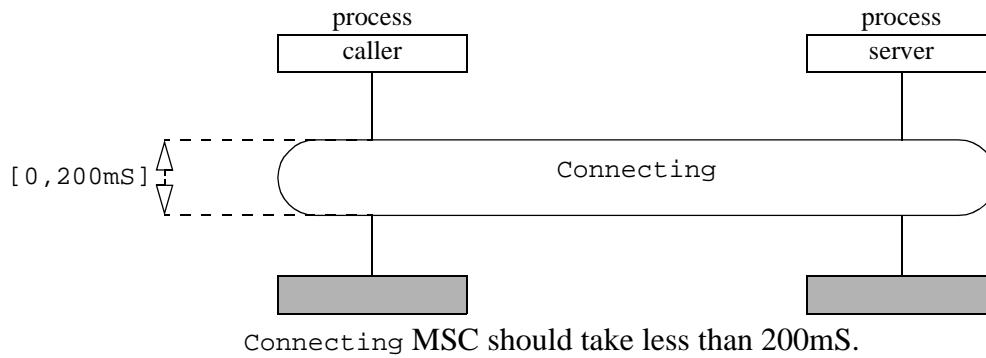 process process
caller server
[0,200mS] Connecting
Connecting MSC should take less than 200mS.